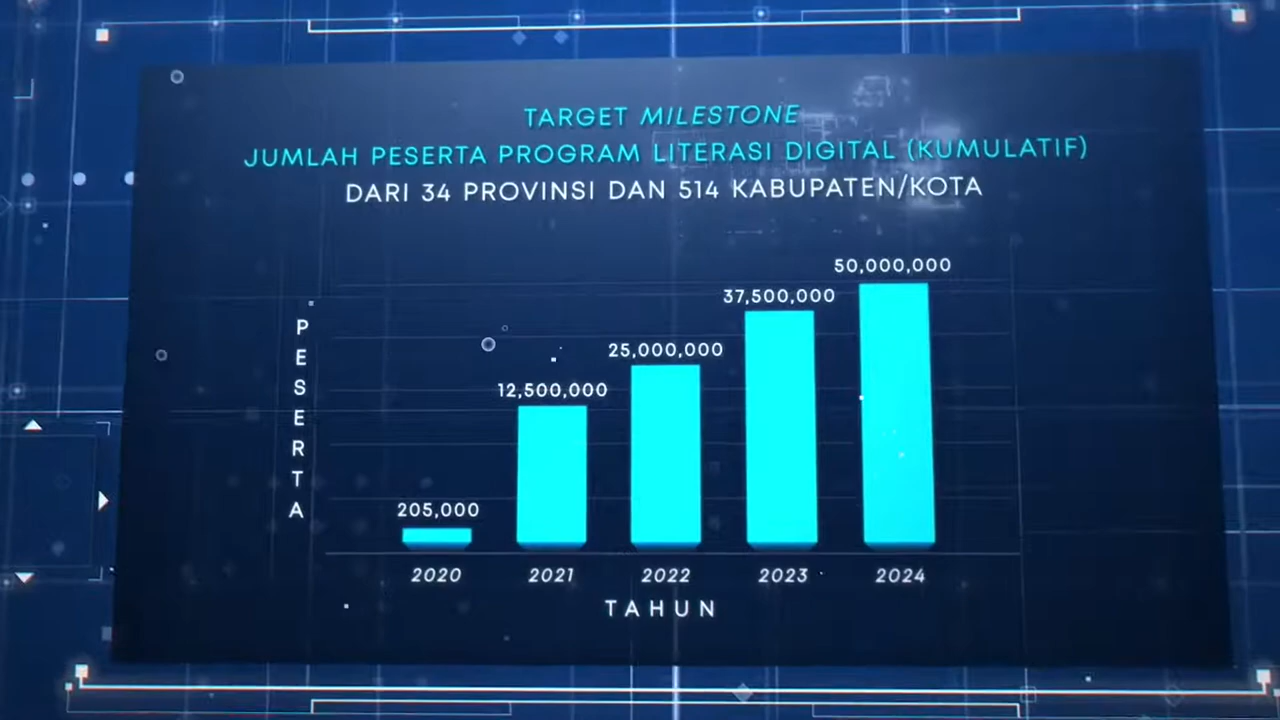 TARGET MILESTONE
JUMLAH PESERTA PROGRAM LITERASI DIGITAL (KUMULATIF)
DARI 34 PROVINSI DAN 514 KABUPATEN/KOTA
50,000,000
37,500,000
25,000,000
12,500,000
205,000
PESERTA
2020 2021 2022 2023 2024
TAHUN